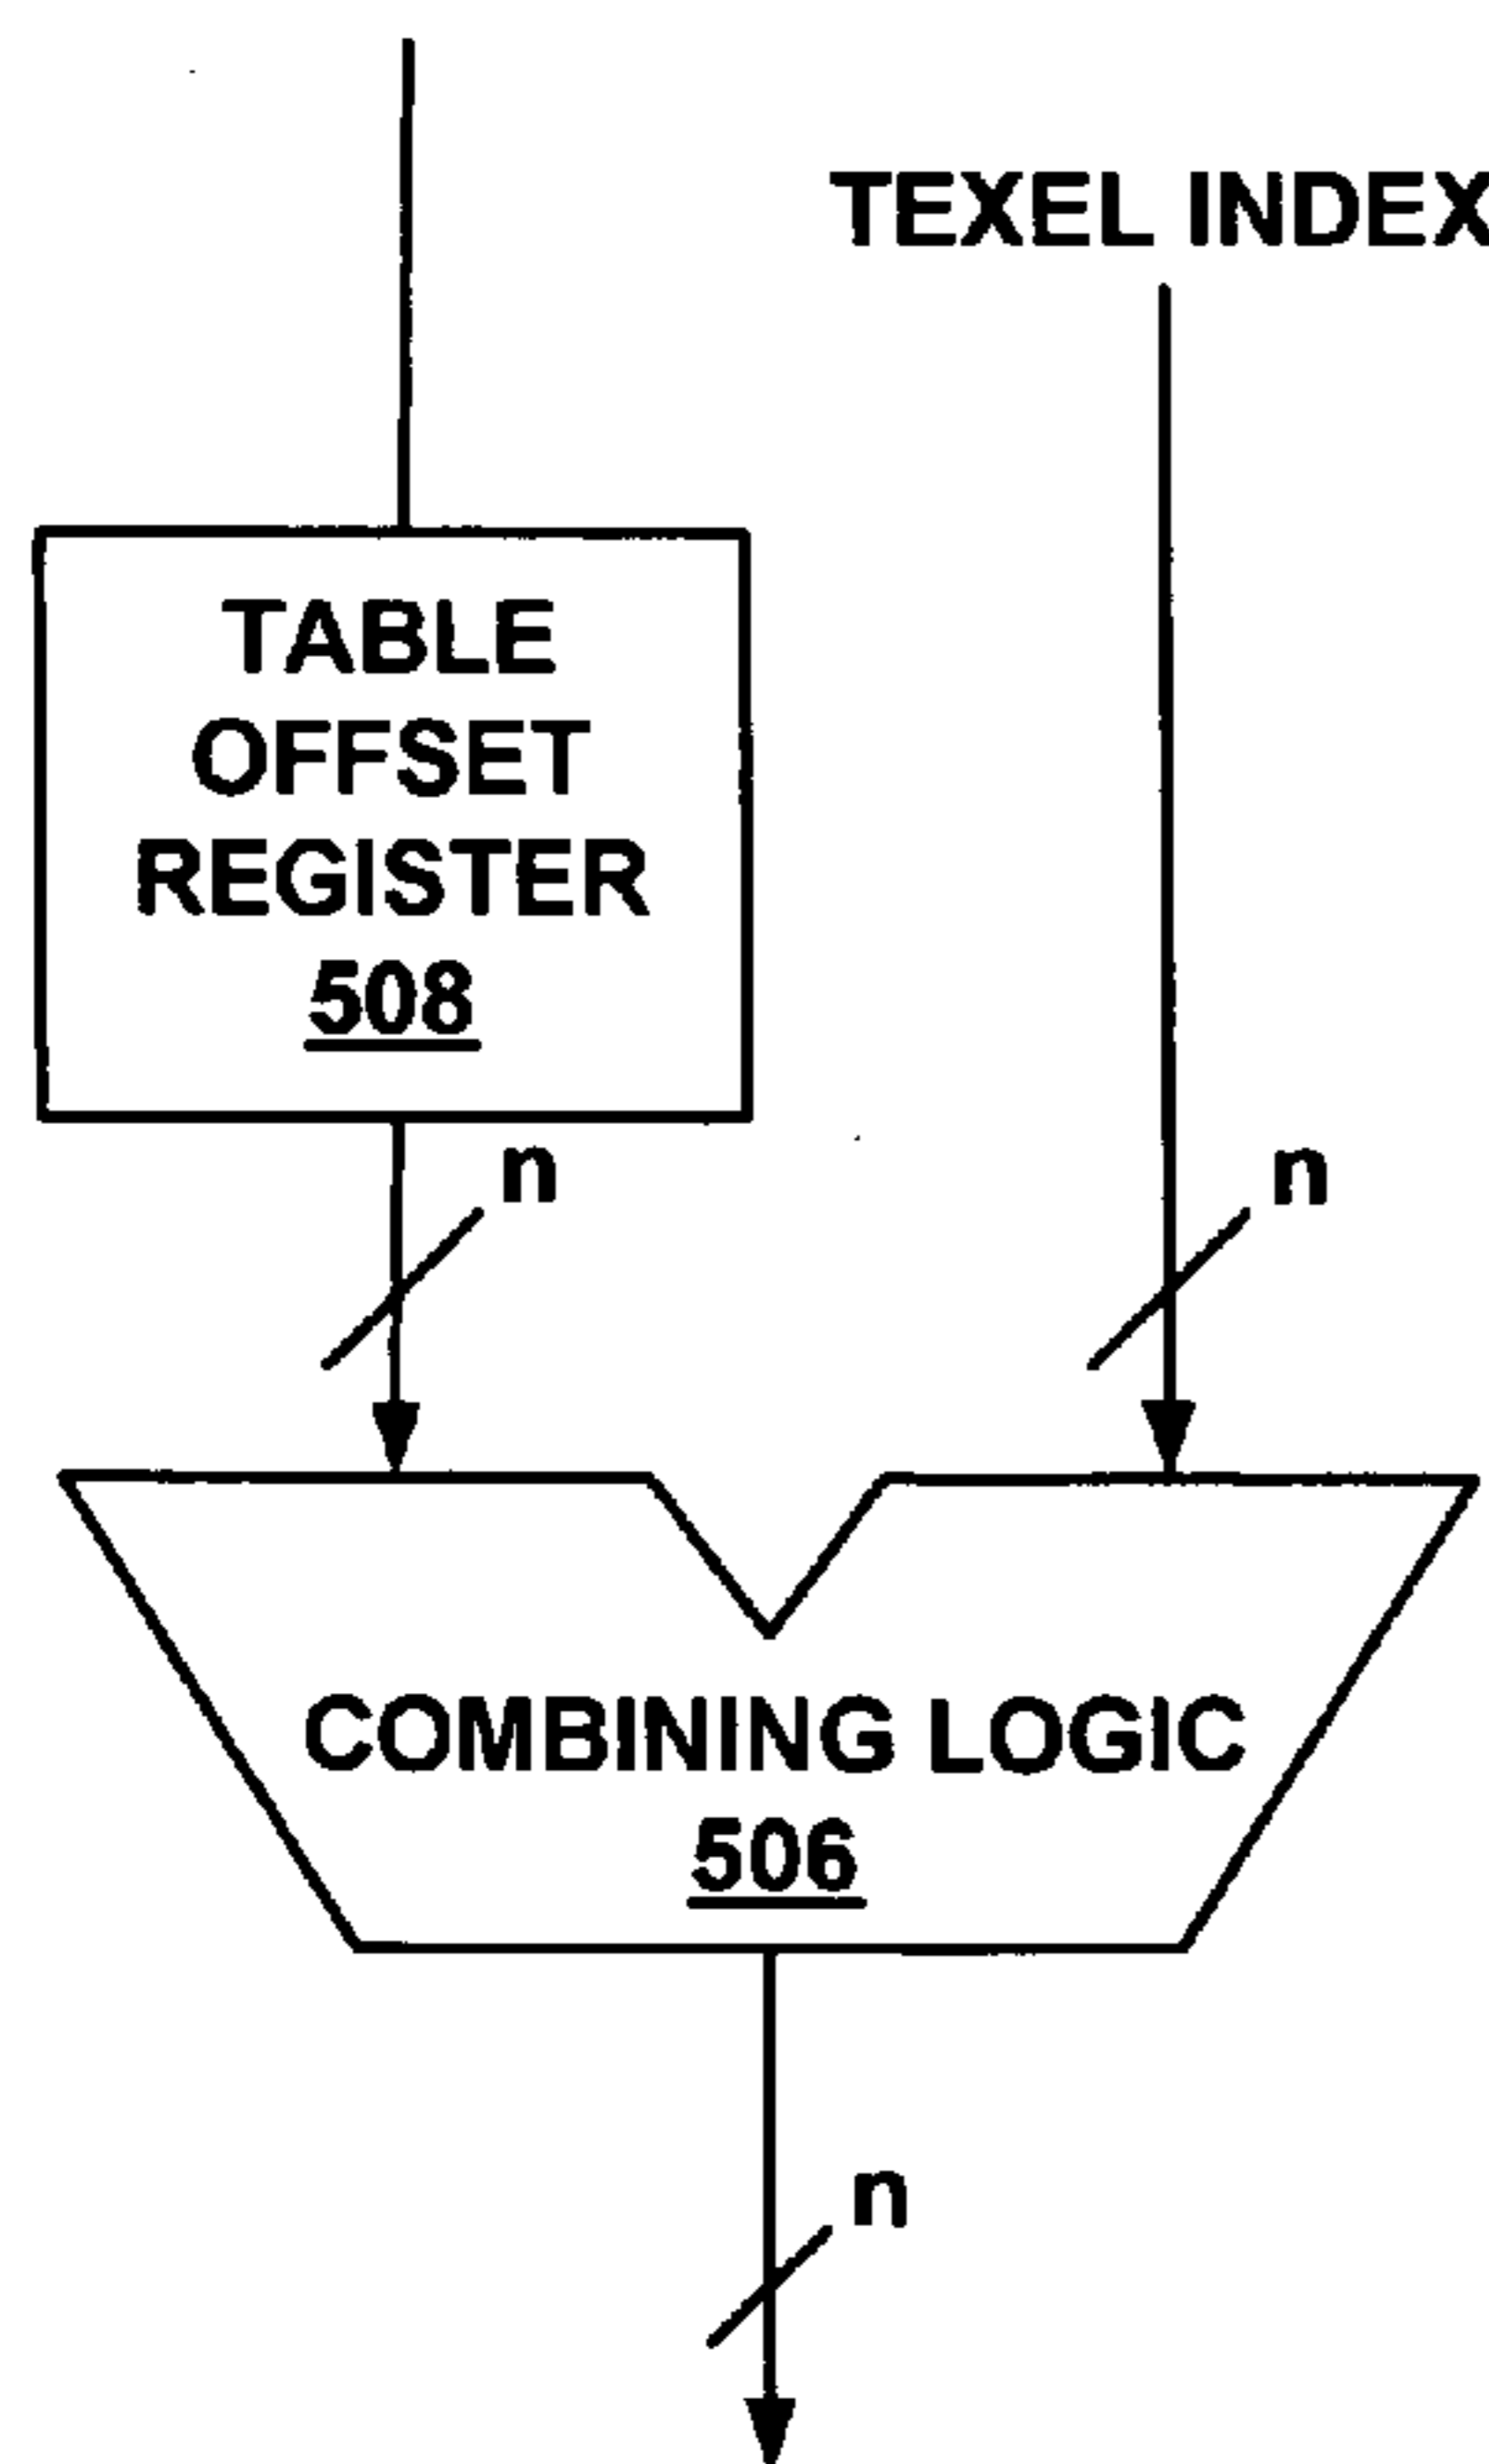 TEXEL INDEX
TABLE
OFFSET
REGISTER
508
n
n
COMBINING LOGIC
506
n